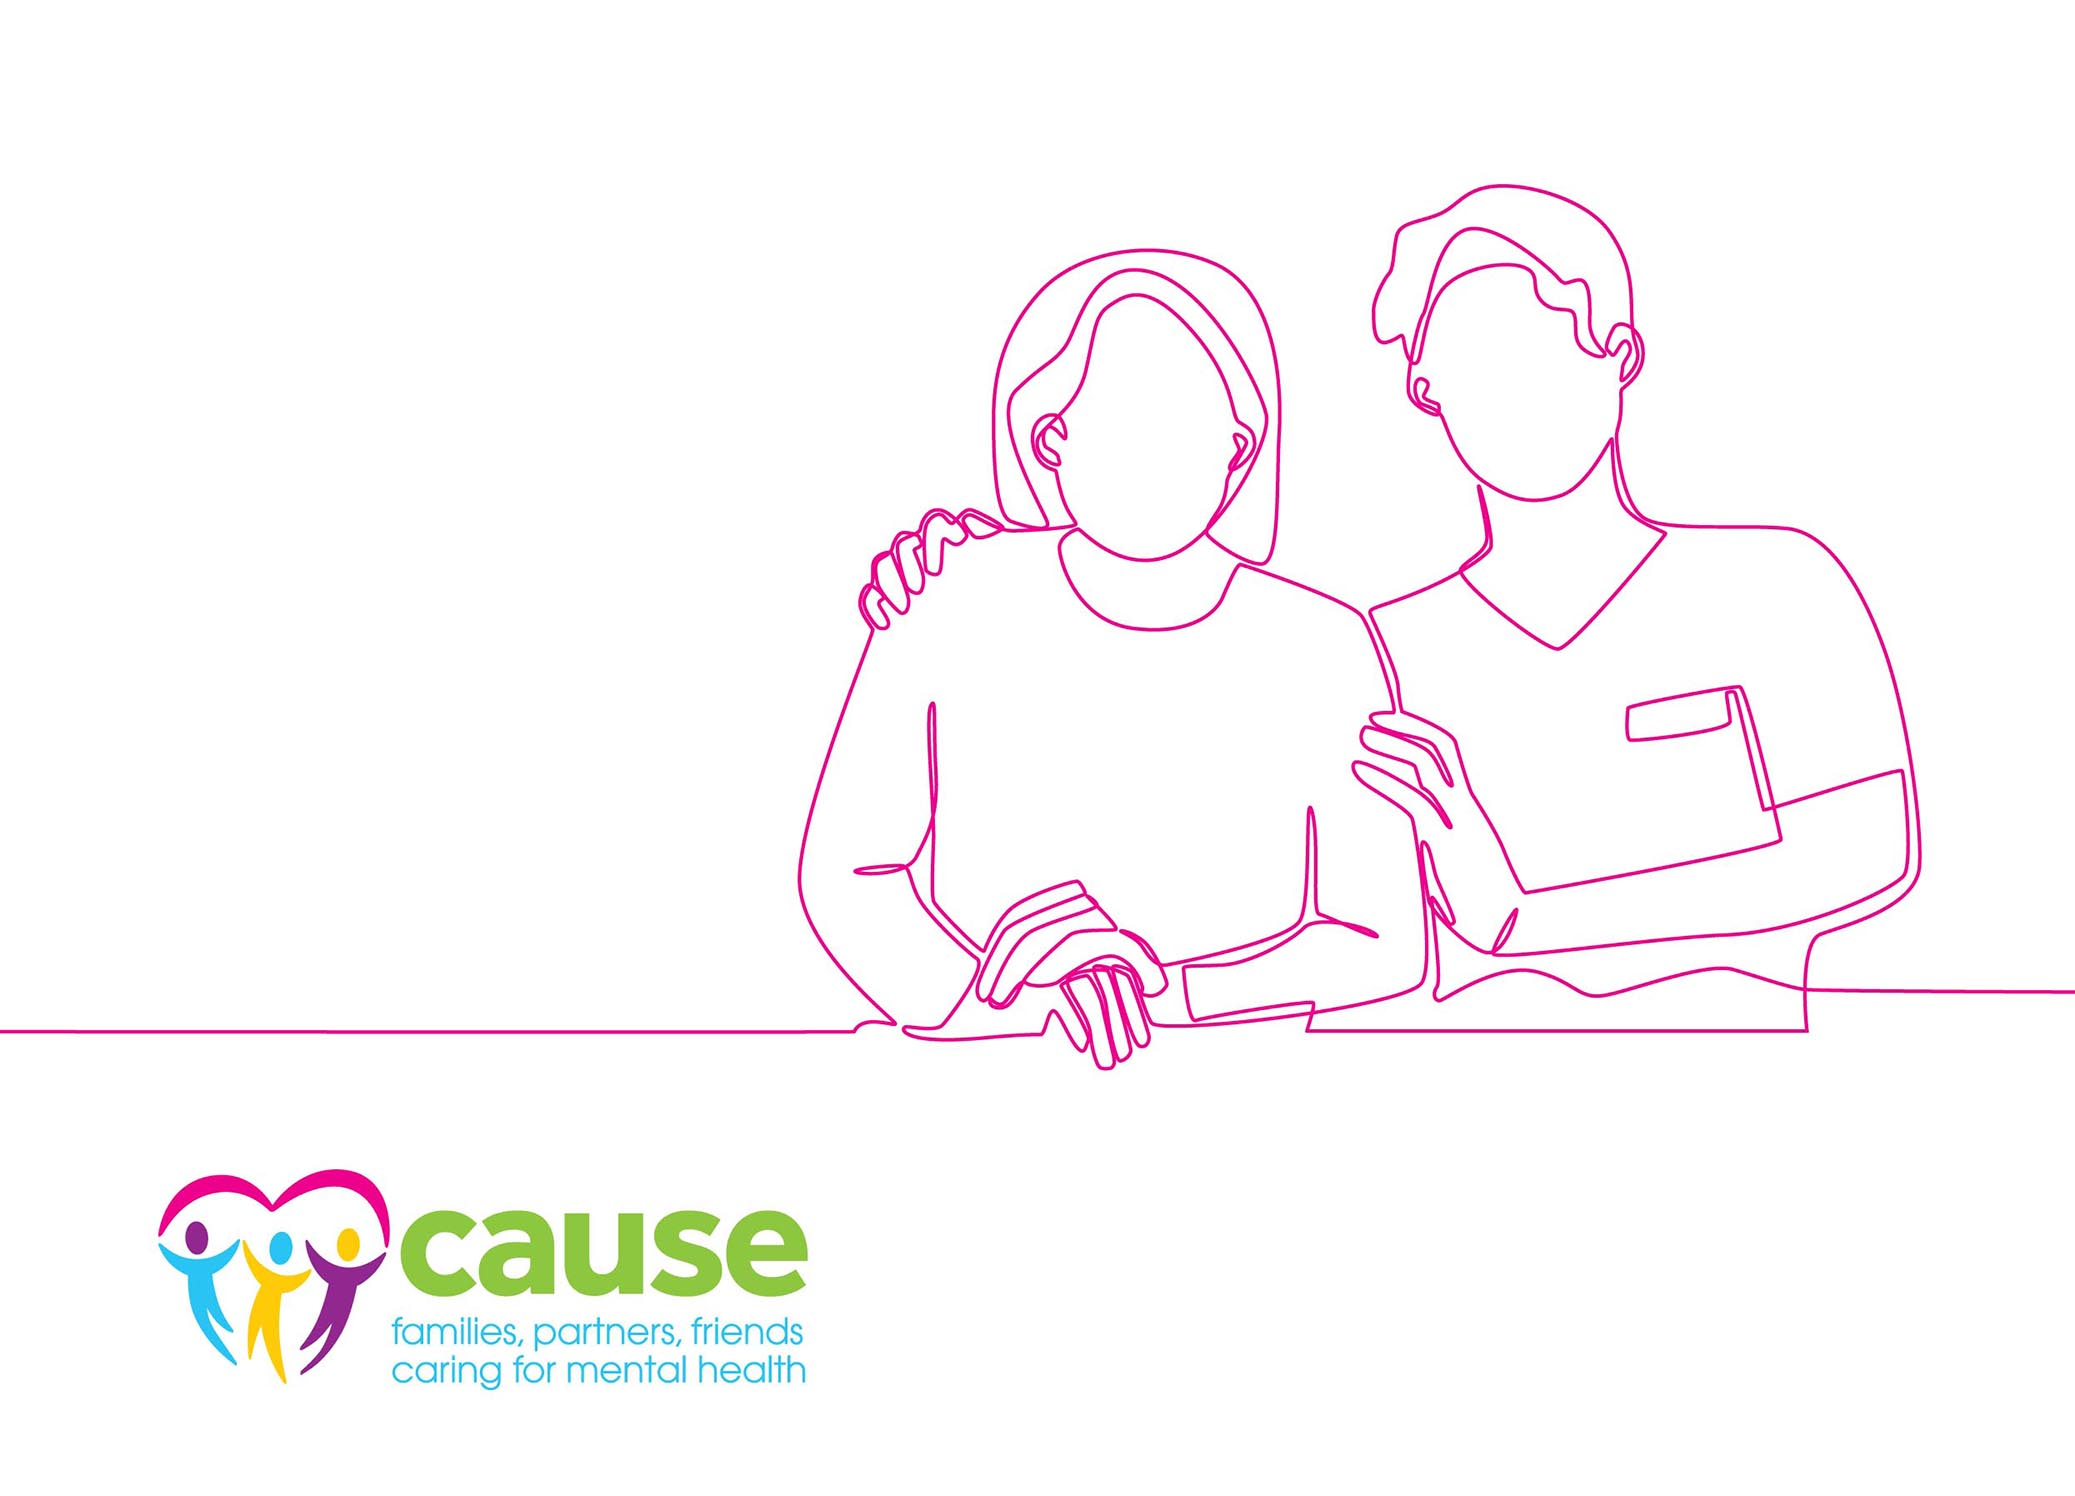 cause
families, partners, friends
caring for mental health